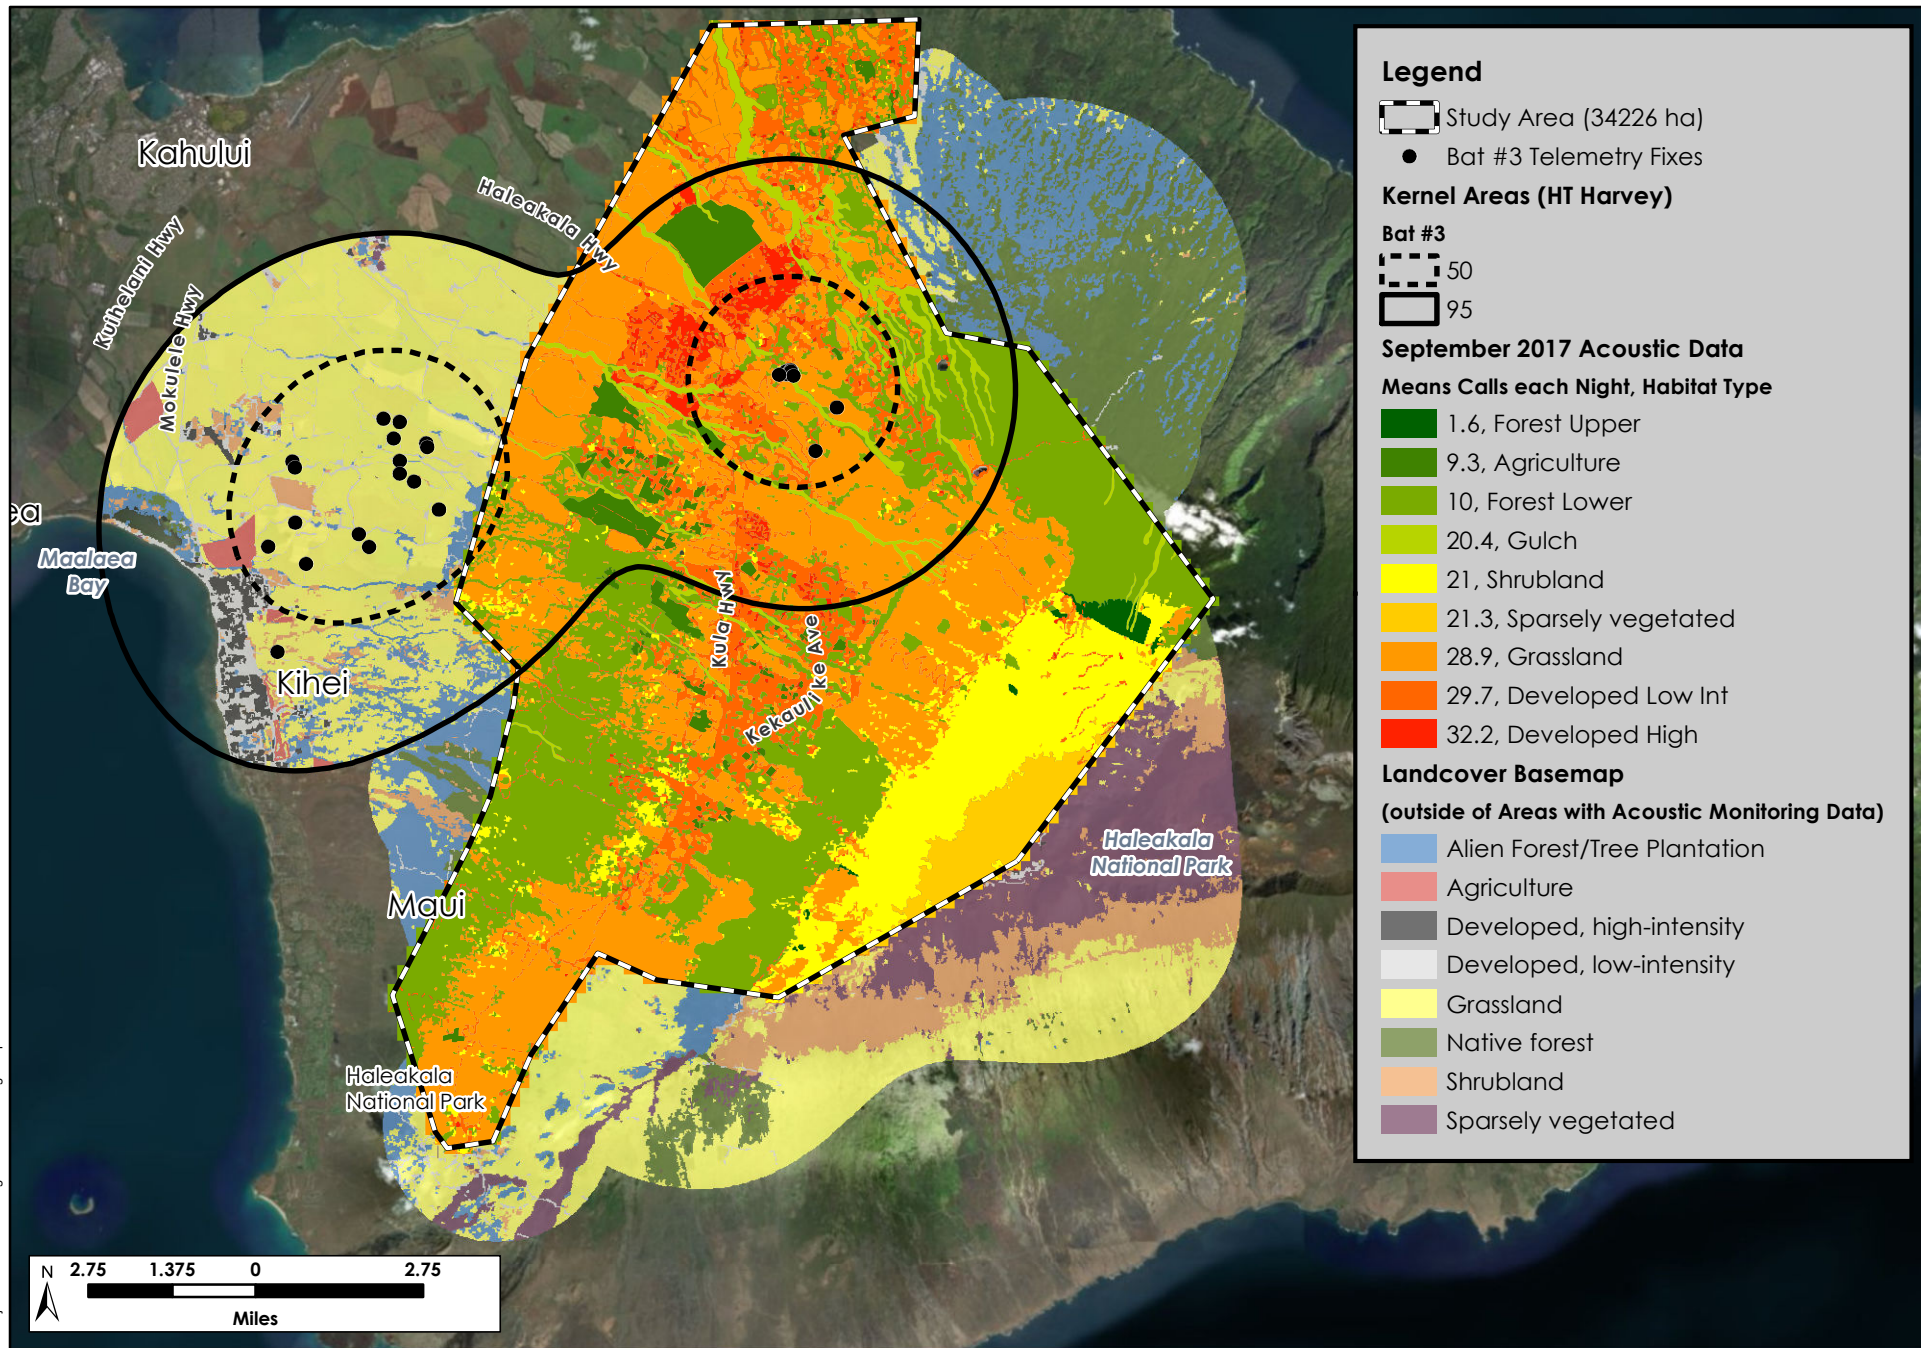 Kahului
Haleakala Hwy
Kuihelani Hwy
Mokulele Hwy
ea
Maalaea
Bay
Kihei
Kula Hwy
Kekaulike Ave
Maui
Haleakala
National Park
Haleakala
National Park
N
2.75 1.375 0 2.75
Miles
Legend
Study Area (34226 ha)
Bat #3 Telemetry Fixes
Kernel Areas (HT Harvey)
Bat #3
50
95
September 2017 Acoustic Data
Means Calls each Night, Habitat Type
1.6, Forest Upper
9.3, Agriculture
10, Forest Lower
20.4, Gulch
21, Shrubland
21.3, Sparsely vegetated
28.9, Grassland
29.7, Developed Low Int
32.2, Developed High
Landcover Basemap
(outside of Areas with Acoustic Monitoring Data)
Alien Forest/Tree Plantation
Agriculture
Developed, high-intensity
Developed, low-intensity
Grassland
Native forest
Shrubland
Sparsely vegetated